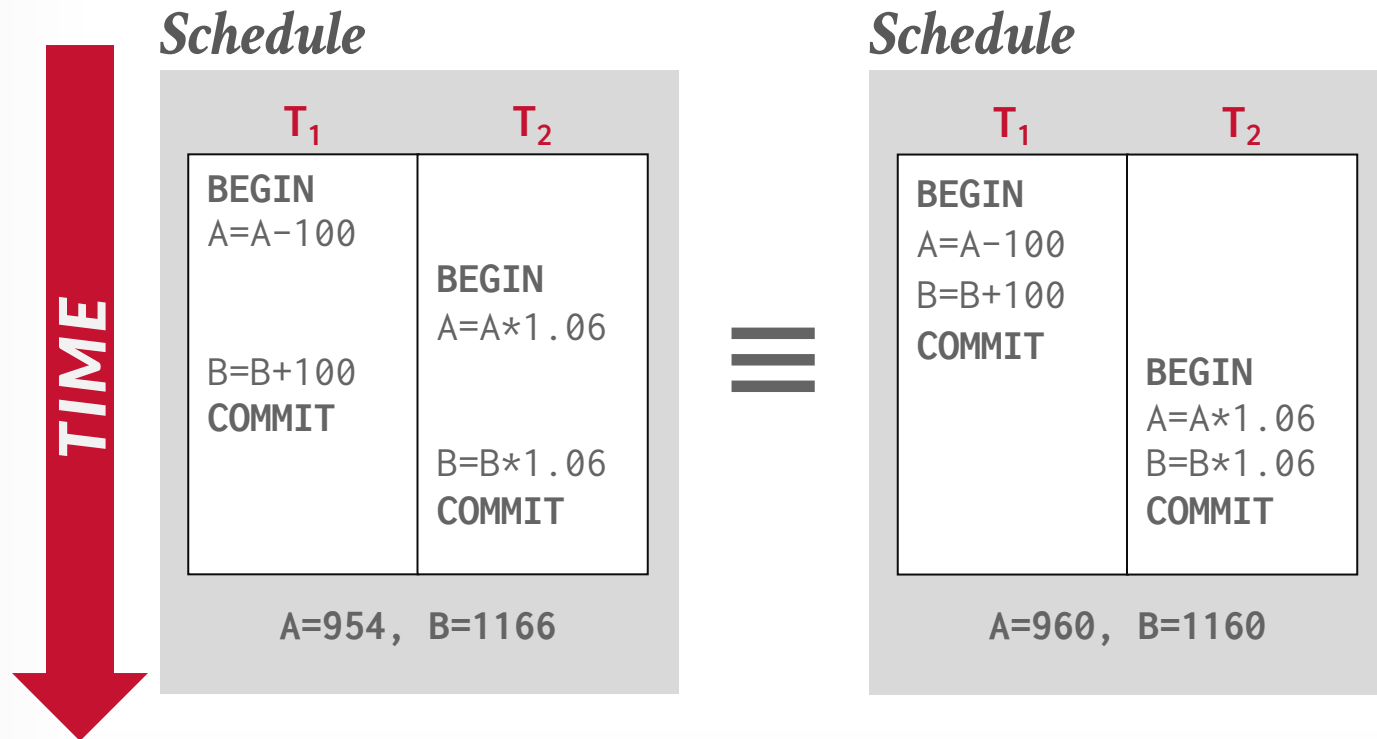 TIME
Schedule
T₁ T₂
BEGIN
A=A-100
BEGIN
A=A*1.06
B=B+100
COMMIT
B=B*1.06
COMMIT
A=954, B=1166
≡
Schedule
T₁ T₂
BEGIN
A=A-100
B=B+100
COMMIT
BEGIN
A=A*1.06
B=B*1.06
COMMIT
A=960, B=1160